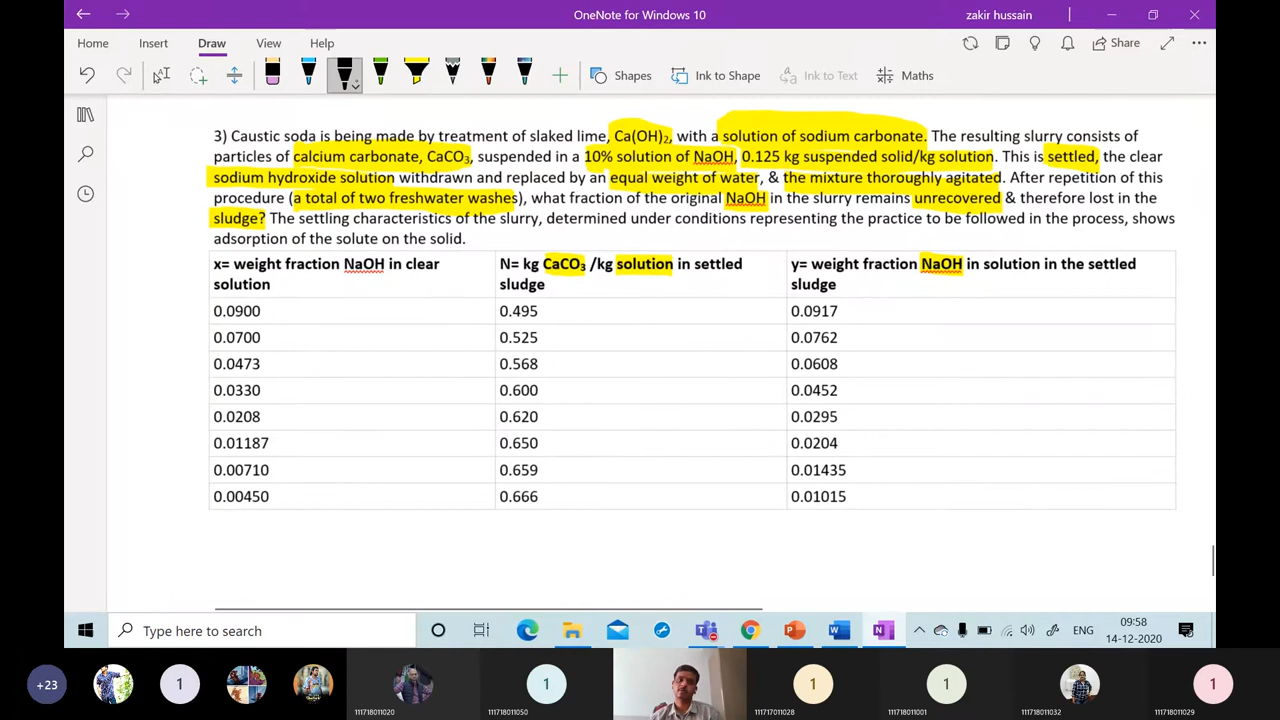 OneNote for Windows 10
zakir hussain
Home Insert Draw View Help
Share
Shapes
Ink to Shape
Ink to Text
Maths
3) Caustic soda is being made by treatment of slaked lime, Ca(OH)₂, with a solution of sodium carbonate. The resulting slurry consists of
particles of calcium carbonate, CaCO₃, suspended in a 10% solution of NaOH, 0.125 kg suspended solid/kg solution. This is settled, the clear
sodium hydroxide solution withdrawn and replaced by an equal weight of water, & the mixture thoroughly agitated. After repetition of this
procedure (a total of two freshwater washes), what fraction of the original NaOH in the slurry remains unrecovered & therefore lost in the
sludge? The settling characteristics of the slurry, determined under conditions representing the practice to be followed in the process, shows
adsorption of the solute on the solid.
x= weight fraction NaOH in clear solution
N= kg CaCO₃ /kg solution in settled sludge
y= weight fraction NaOH in solution in the settled sludge
0.0900 0.495 0.0917
0.0700 0.525 0.0762
0.0473 0.568 0.0608
0.0330 0.600 0.0452
0.0208 0.620 0.0295
0.01187 0.650 0.0204
0.00710 0.659 0.01435
0.00450 0.666 0.01015
Type here to search
ENG
09:58
14-12-2020
+23
1
1
1
1
1
111718011020
111718011050
111717011028
111718011001
111718011032
111718011029